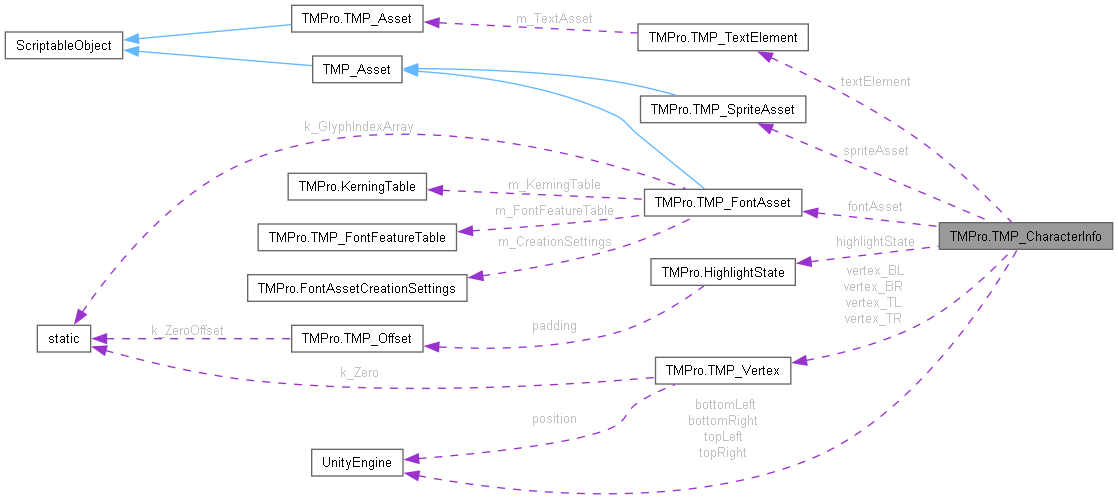 TMPro.TMP_Asset
m_TextAsset
TMPro.TMP_TextElement
ScriptableObject
TMP_Asset
textElement
TMPro.TMP_SpriteAsset
k_GlyphIndexArray
spriteAsset
TMPro.KerningTable
m_KerningTable
TMPro.TMP_FontAsset
fontAsset
m_FontFeatureTable
TMPro.TMP_FontFeatureTable
TMPro.TMP_CharacterInfo
m_CreationSettings
highlightState
TMPro.HighlightState
TMPro.FontAssetCreationSettings
vertex_BL
vertex_BR
vertex_TL
vertex_TR
static
k_ZeroOffset
TMPro.TMP_Offset
padding
k_Zero
TMPro.TMP_Vertex
position
bottomLeft
bottomRight
topLeft
topRight
UnityEngine